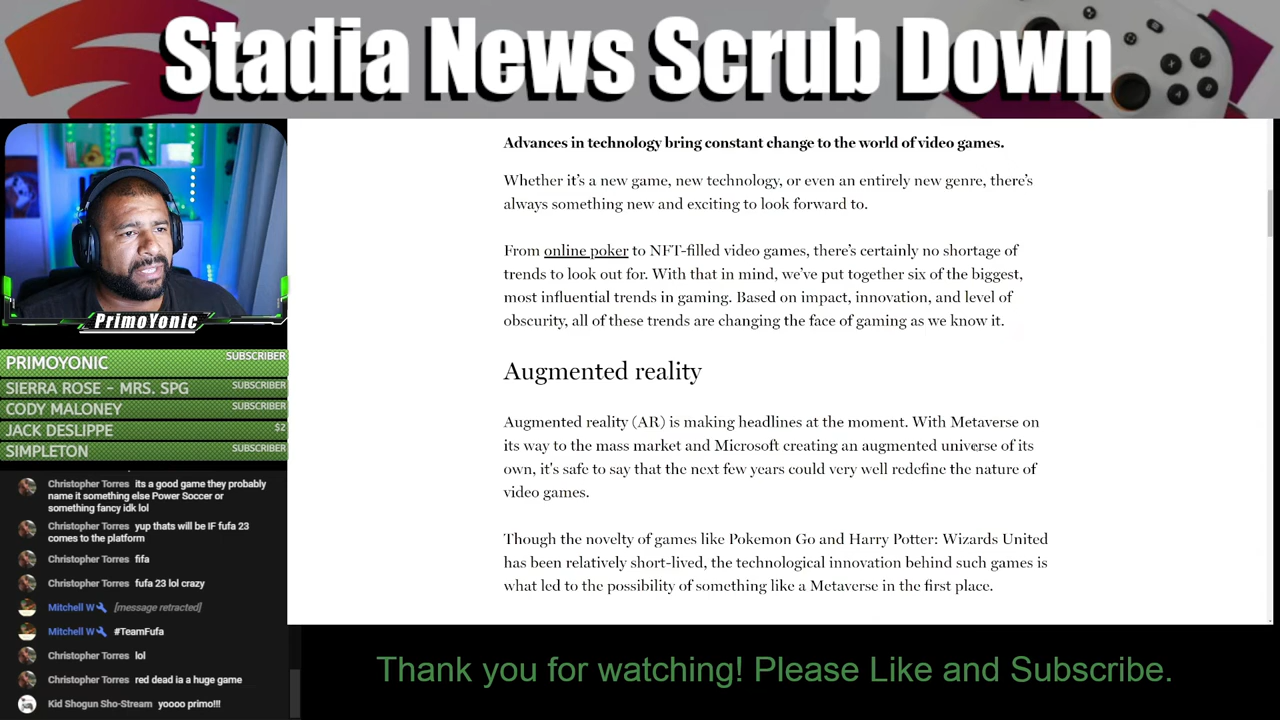 Stadia News Scrub Down
Advances in technology bring constant change to the world of video games.
Whether it's a new game, new technology, or even an entirely new genre, there's
always something new and exciting to look forward to.
From online poker to NFT-filled video games, there's certainly no shortage of
trends to look out for. With that in mind, we've put together six of the biggest,
most influential trends in gaming. Based on impact, innovation, and level of
obscurity, all of these trends are changing the face of gaming as we know it.
Augmented reality
Augmented reality (AR) is making headlines at the moment. With Metaverse on
its way to the mass market and Microsoft creating an augmented universe of its
own, it's safe to say that the next few years could very well redefine the nature of
video games.
Though the novelty of games like Pokemon Go and Harry Potter: Wizards United
has been relatively short-lived, the technological innovation behind such games is
what led to the possibility of something like a Metaverse in the first place.
PrimoYonic
PRIMOYONIC SUBSCRIBER
SIERRA ROSE - MRS. SPG SUBSCRIBER
CODY MALONEY SUBSCRIBER
JACK DESLIPPE $2
SIMPLETON SUBSCRIBER
Christopher Torres its a good game they probably
name it something else Power Soccer or
something fancy idk lol
Christopher Torres yup thats will be IF fufa 23
comes to the platform
Christopher Torres fifa
Christopher Torres fufa 23 lol crazy
Mitchell W [message retracted]
Mitchell W #TeamFufa
Christopher Torres lol
Christopher Torres red dead ia a huge game
Kid Shogun Sho-Stream yoooo primo!!!
Thank you for watching! Please Like and Subscribe.